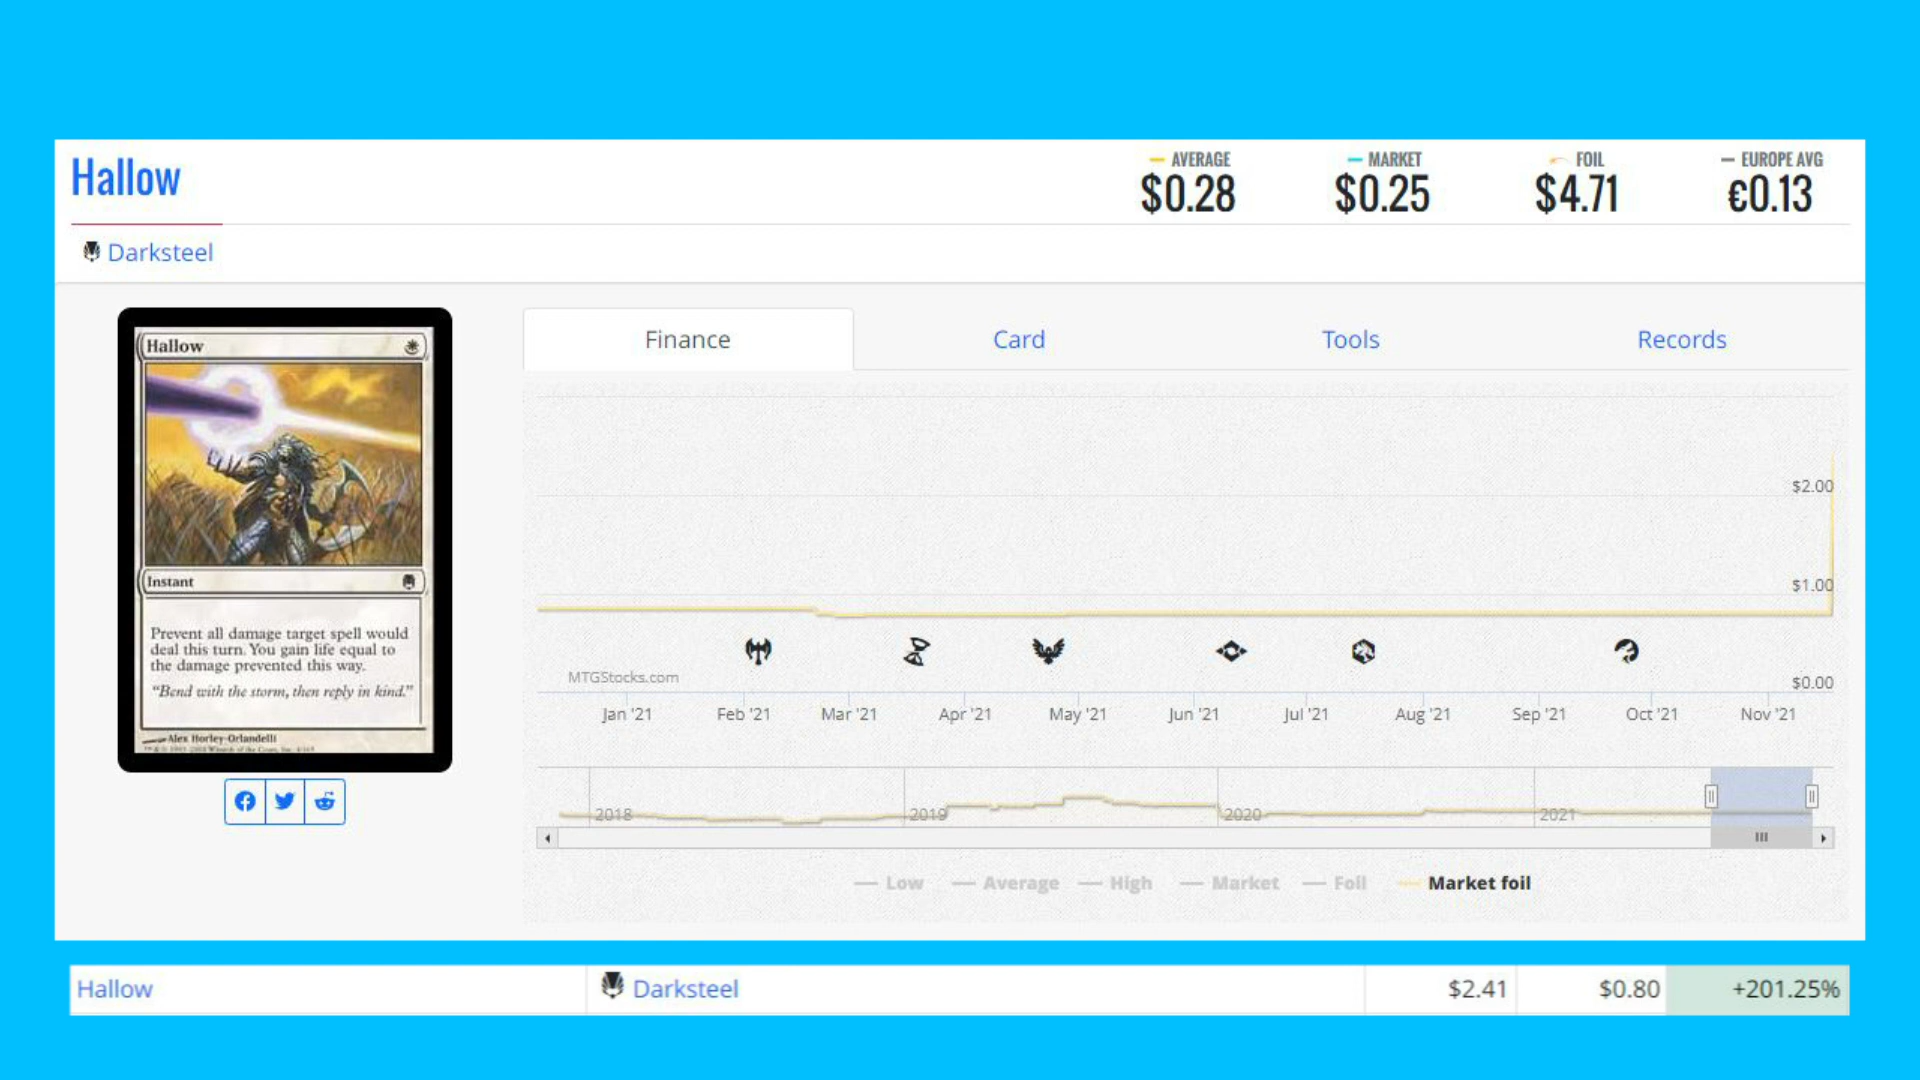 Hallow
AVERAGE
$0.28
MARKET
$0.25
FOIL
$4.71
EUROPE AVG
€0.13
Darksteel
Hallow
Instant
Prevent all damage target spell would
deal this turn. You gain life equal to
the damage prevented this way.
"Bend with the storm, then reply in kind."
Alex Horley-Orlandelli
Finance
Card
Tools
Records
$2.00
$1.00
$0.00
MTGStocks.com
Jan '21
Feb '21
Mar '21
Apr '21
May '21
Jun '21
Jul '21
Aug '21
Sep '21
Oct '21
Nov '21
2018
2019
2020
2021
Low
Average
High
Market
Foil
Market foil
Hallow Darksteel $2.41 $0.80 +201.25%